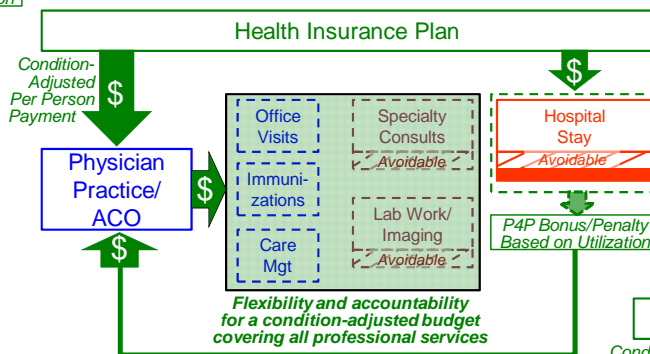 on
Health Insurance Plan
Condition-
Adjusted
Per Person
Payment
$
$
Physician
Practice/
ACO
$
Office
Visits
Immuni-
zations
Care
Mgt
Specialty
Consults
Avoidable
Lab Work/
Imaging
Avoidable
Hospital
Stay
Avoidable
P4P Bonus/Penalty
Based on Utilization
$
Flexibility and accountability
for a condition-adjusted budget
covering all professional services
Cond